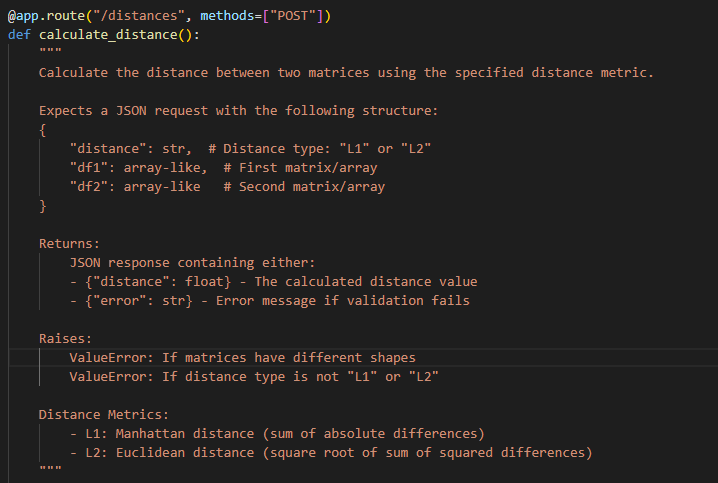 @app.route("/distances", methods=["POST"])
def calculate_distance():
    """
    Calculate the distance between two matrices using the specified distance metric.

    Expects a JSON request with the following structure:
    {
        "distance": str,  # Distance type: "L1" or "L2"
        "df1": array-like,  # First matrix/array
        "df2": array-like   # Second matrix/array
    }

    Returns:
        JSON response containing either:
        - {"distance": float} - The calculated distance value
        - {"error": str} - Error message if validation fails

    Raises:
        ValueError: If matrices have different shapes
        ValueError: If distance type is not "L1" or "L2"

    Distance Metrics:
        - L1: Manhattan distance (sum of absolute differences)
        - L2: Euclidean distance (square root of sum of squared differences)
    """